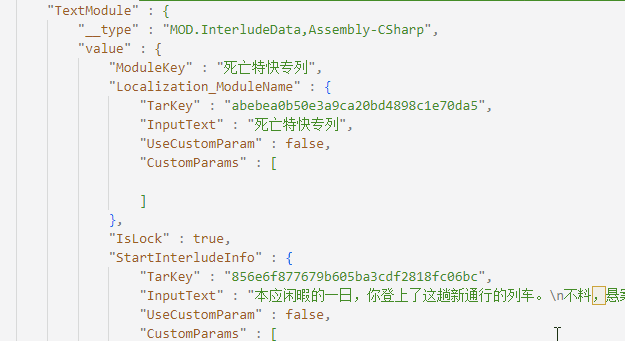 "TextModule" : {
"__type" : "MOD.InterludeData,Assembly-CSharp",
"value" : {
"ModuleKey" : "死亡特快专列",
"Localization_ModuleName" : {
"TarKey" : "abebea0b50e3a9ca20bd4898c1e70da5",
"InputText" : "死亡特快专列",
"UseCustomParam" : false,
"CustomParams" : [
]
},
"IsLock" : true,
"StartInterludeInfo" : {
"TarKey" : "856e6f877679b605ba3cdf2818fc06bc",
"InputText" : "本应闲暇的一日，你登上了这趟新通行的列车。\n不料，悬案
"UseCustomParam" : false,
"CustomParams" : [